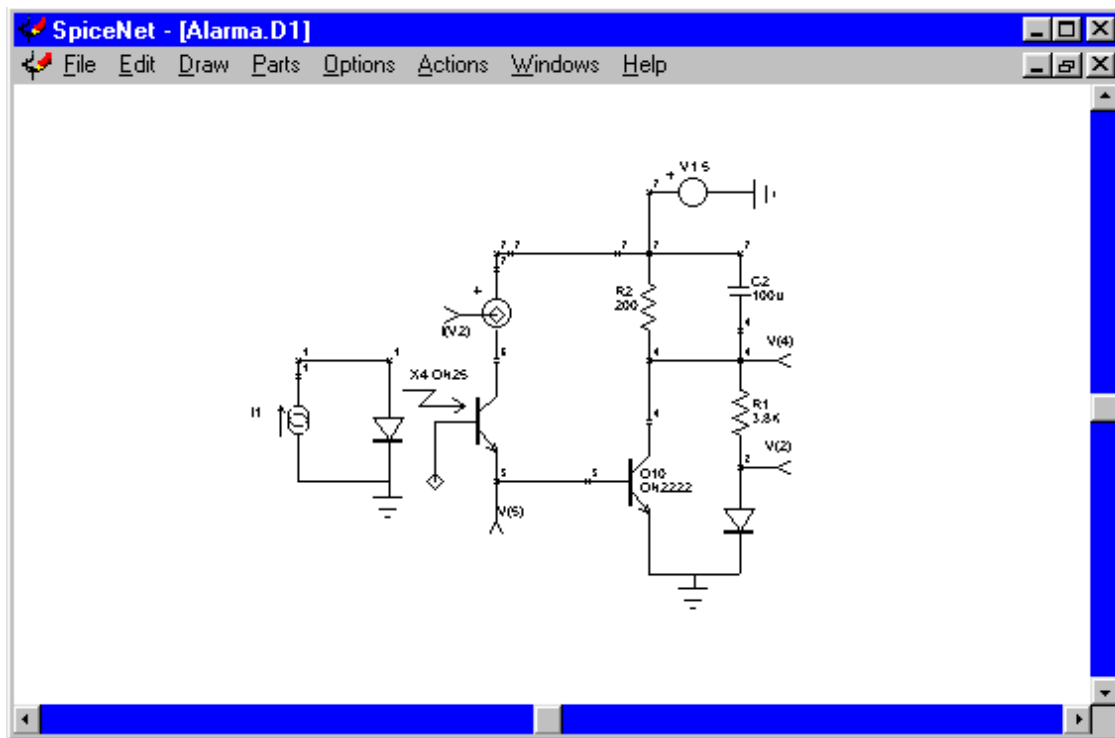 SpiceNet - [Alarma.D1]
File Edit Draw Parts Options Actions Windows Help
+ V1 5
7
7 7 7 7 7
7
+
R2
200
C2
100u
I(V2)
4
6
4 4 V(4)
1 1
1
X4 ON25
I1
R1
3.8K
4
V(2)
2
5 5
Q10
QN2222
V(5)